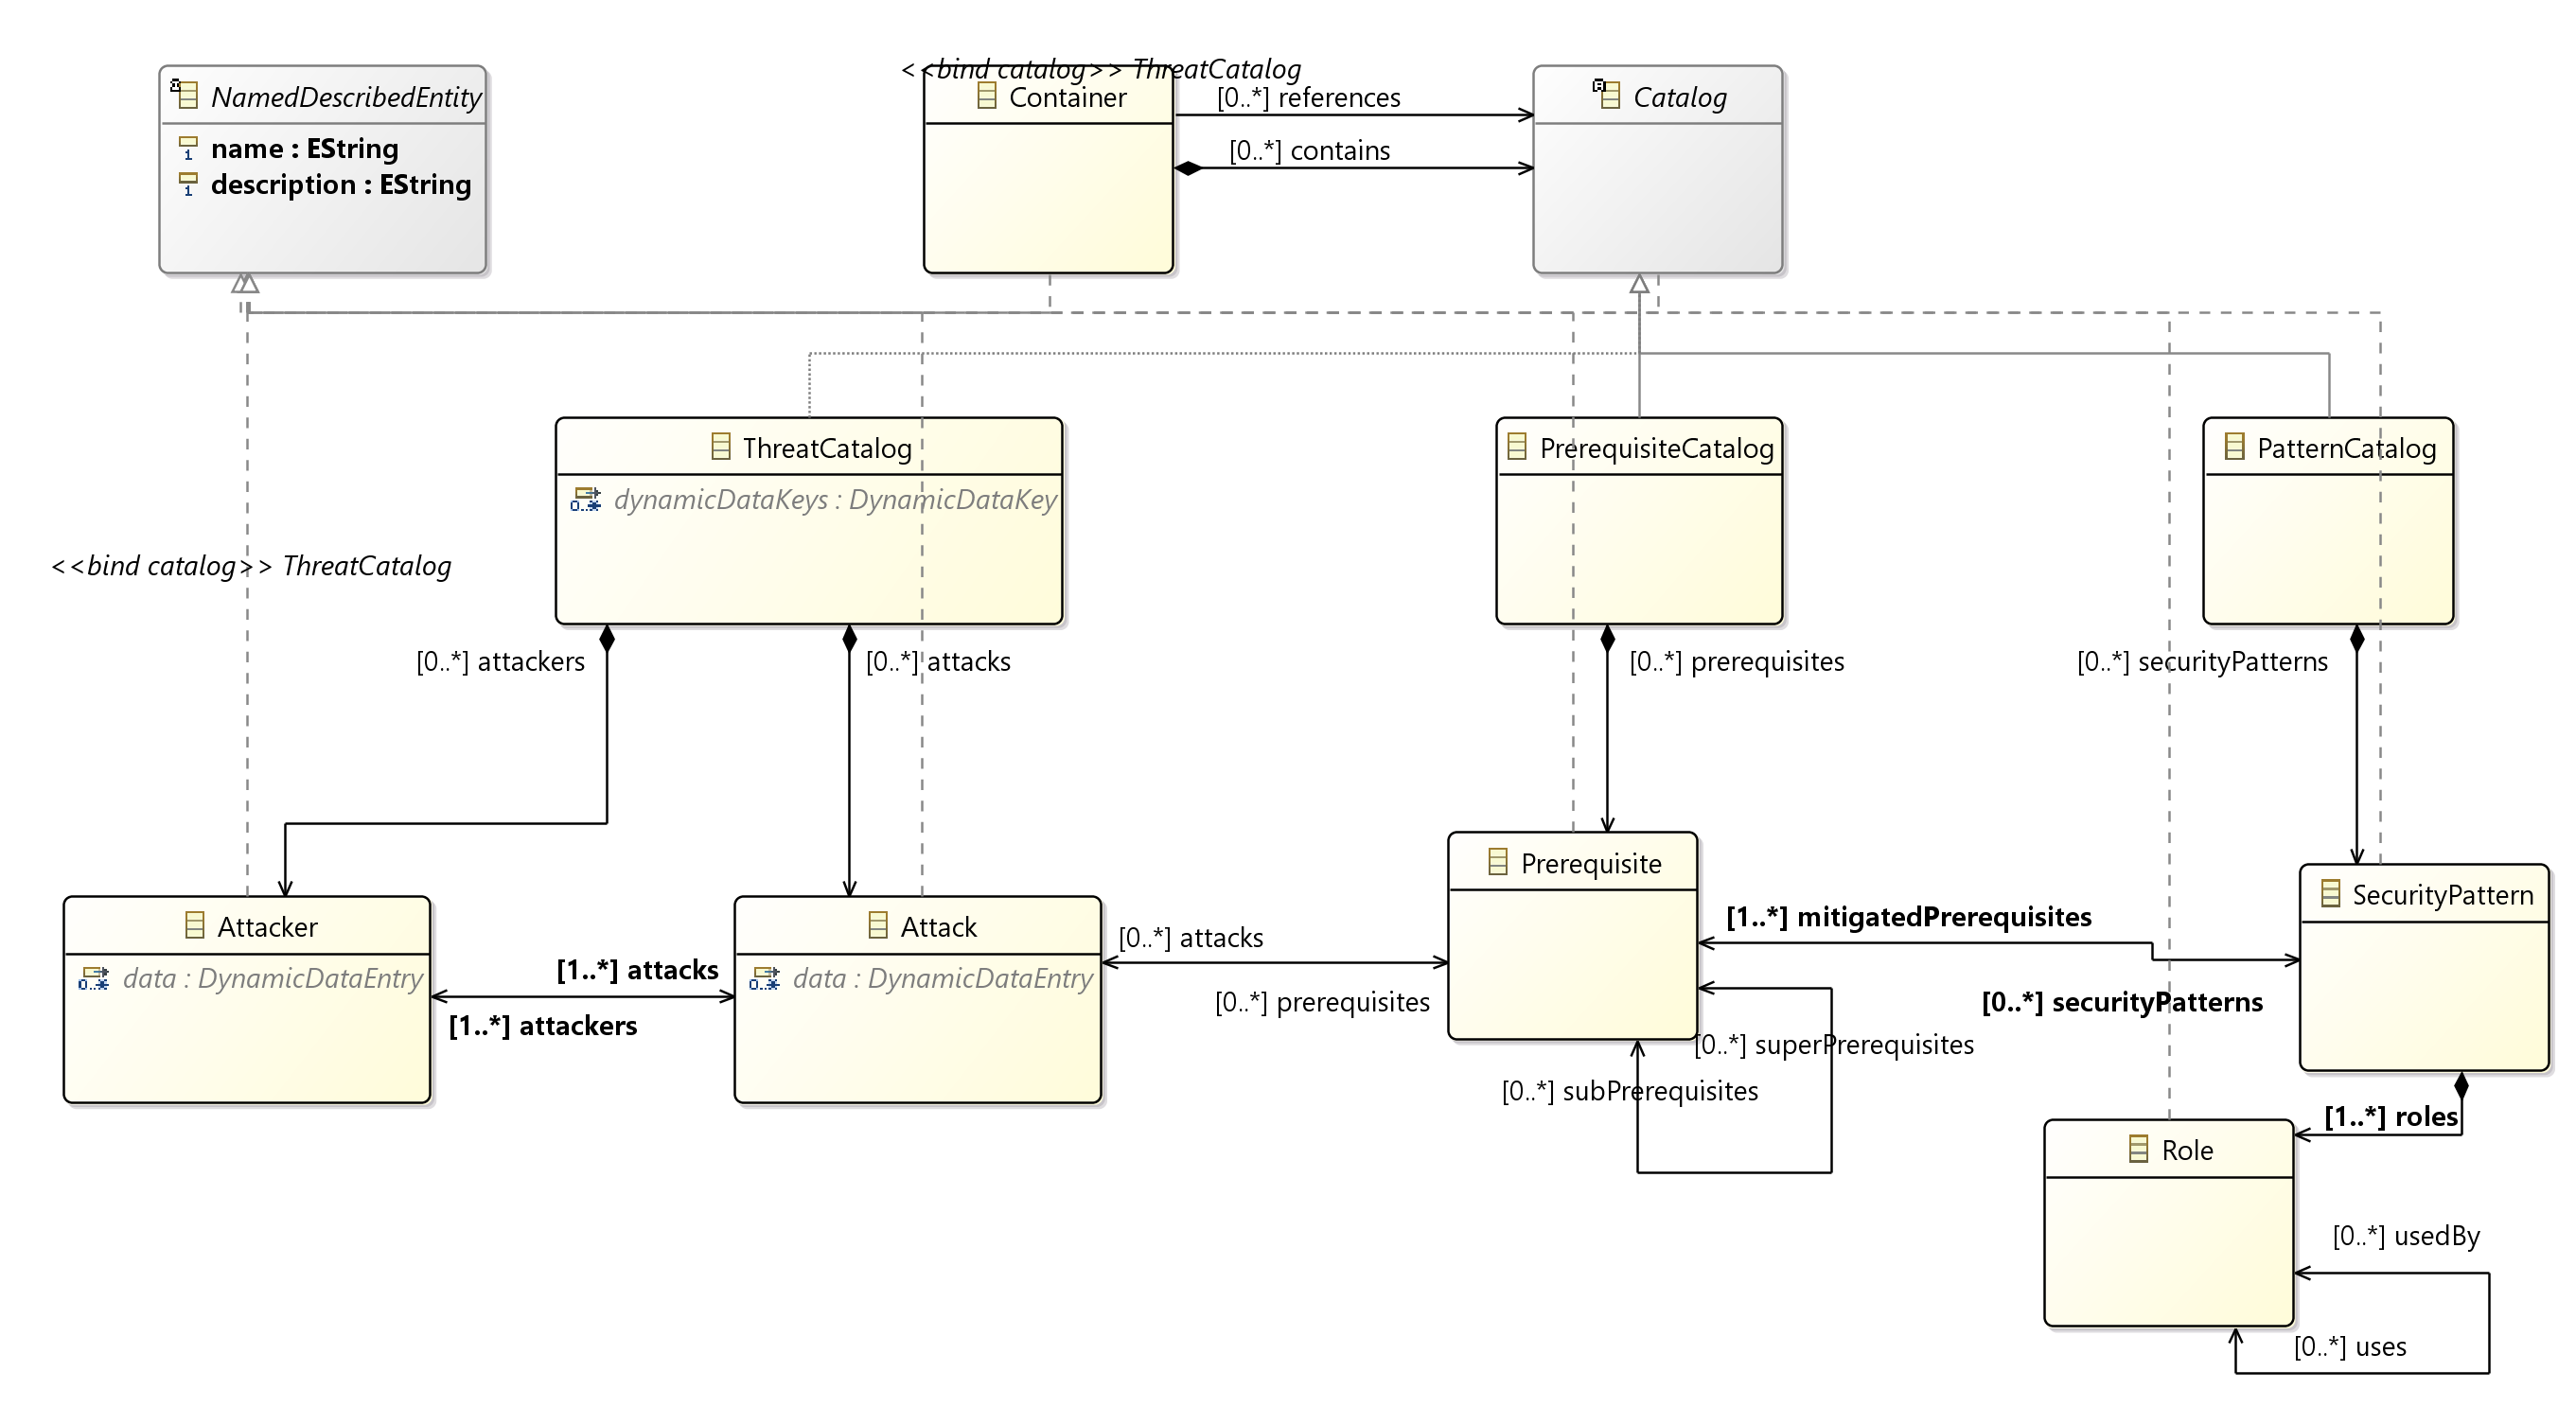 <<bind catalog>> ThreatCatalog
NamedDescribedEntity
name : EString
description : EString
Container
[0..*] references
[0..*] contains
Catalog
ThreatCatalog
dynamicDataKeys : DynamicDataKey
PrerequisiteCatalog
PatternCatalog
<<bind catalog>> ThreatCatalog
[0..*] attackers
[0..*] attacks
[0..*] prerequisites
[0..*] securityPatterns
Attacker
data : DynamicDataEntry
[1..*] attacks
[1..*] attackers
Attack
data : DynamicDataEntry
[0..*] attacks
[0..*] prerequisites
Prerequisite
[1..*] mitigatedPrerequisites
[0..*] securityPatterns
SecurityPattern
[0..*] superPrerequisites
[0..*] subPrerequisites
[1..*] roles
Role
[0..*] usedBy
[0..*] uses